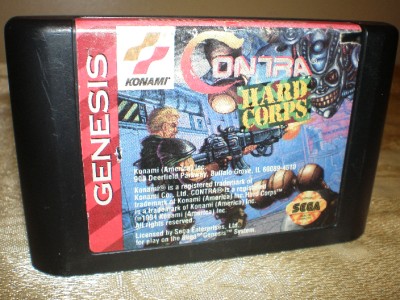 GENESIS
KONAMI
CONTRA
HARD
CORPS
Konami (America) Inc.
900 Deerfield Parkway, Buffalo Grove, IL 60089-4510
Konami® is a registered trademark of
Konami Co., Ltd. CONTRA® is a registered
trademark of Konami (America) Inc. Hard Corps™
is a trademark of Konami (America) Inc.
©1994 Konami (America) Inc.
All rights reserved.
Licensed by Sega Enterprises, Ltd.
for play on the Sega™ Genesis™ System.
SEGA